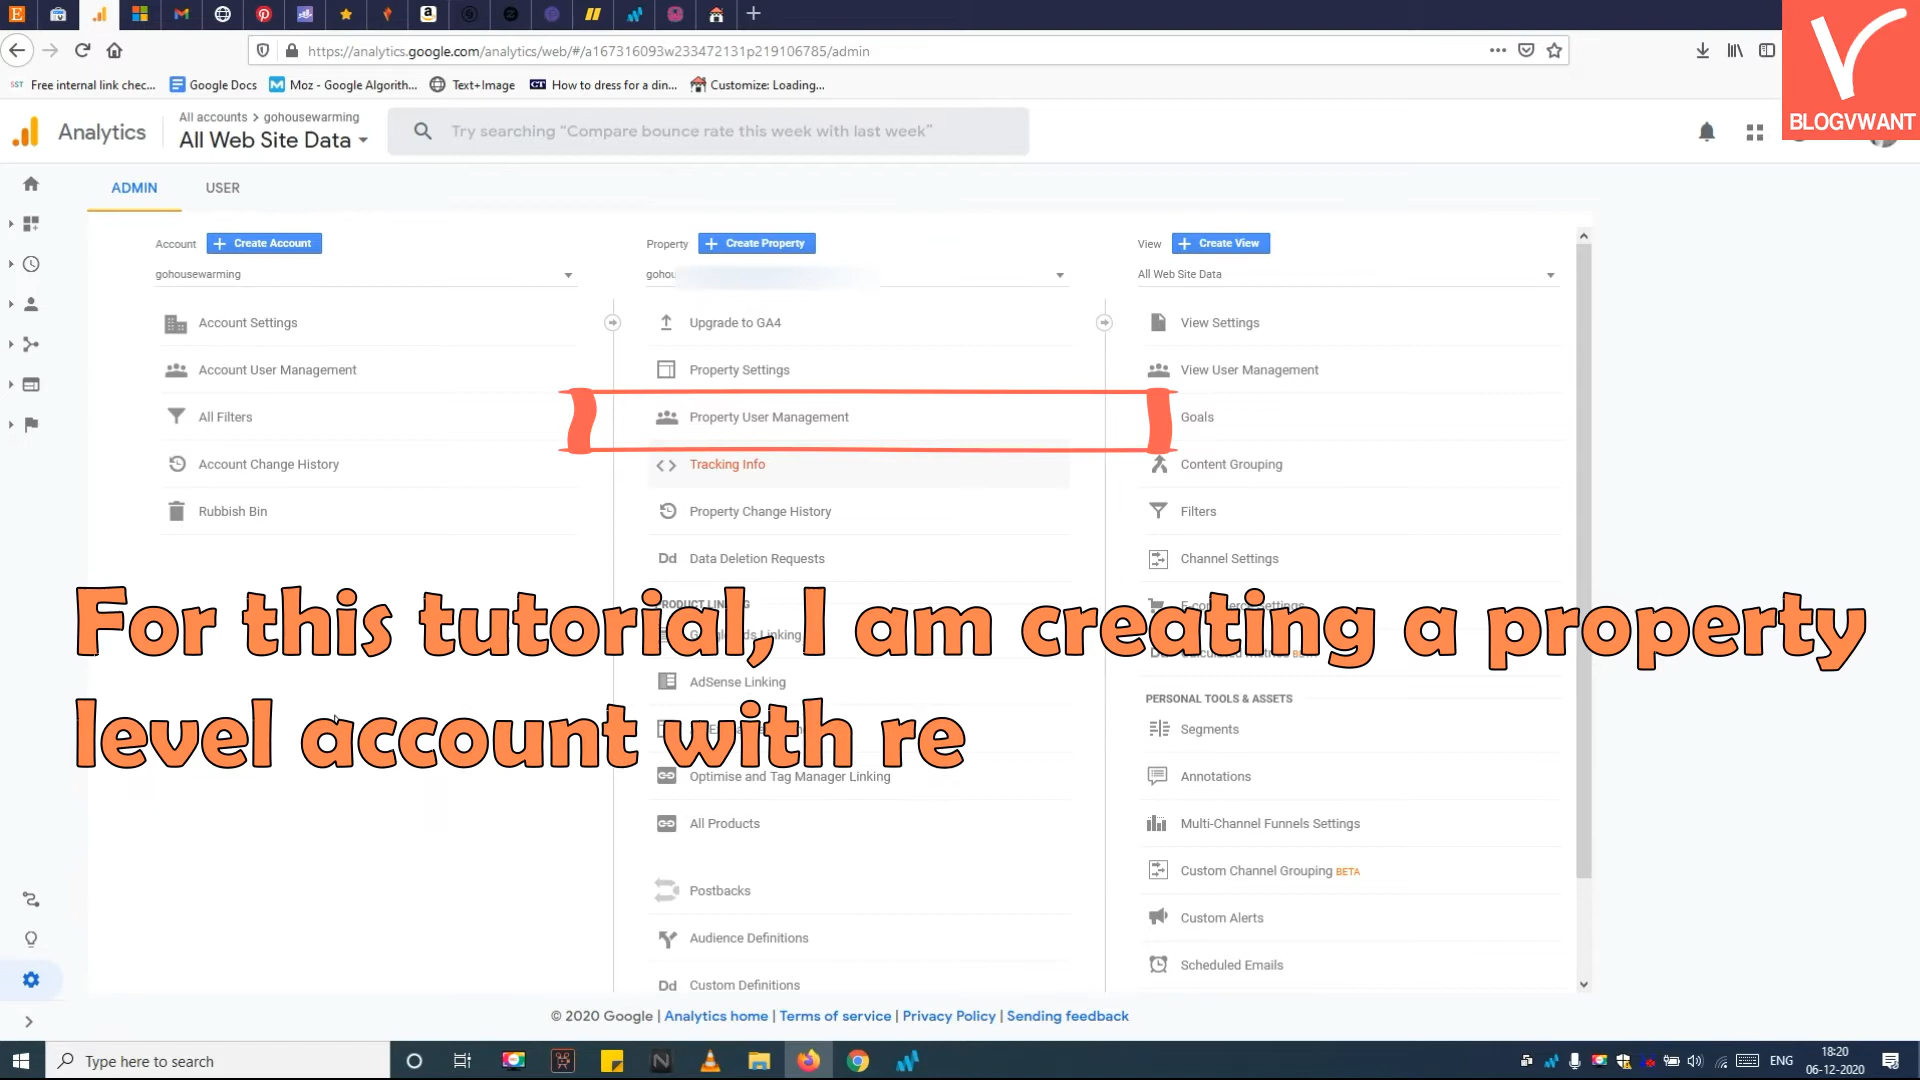 https://analytics.google.com/analytics/web/#/a167316093w233472131p219106785/admin
Free internal link chec...
Google Docs
Moz - Google Algorith...
Text+Image
How to dress for a din...
Customize: Loading...
BLOGVWANT
Analytics
All accounts > gohousewarming
All Web Site Data
Try searching “Compare bounce rate this week with last week”
ADMIN
USER
Account
Create Account
gohousewarming
Account Settings
Account User Management
All Filters
Account Change History
Rubbish Bin
Property
Create Property
gohou
Upgrade to GA4
Property Settings
Property User Management
Tracking Info
Property Change History
Dd Data Deletion Requests
AdSense Linking
Optimise and Tag Manager Linking
All Products
Postbacks
Audience Definitions
Dd Custom Definitions
View
Create View
All Web Site Data
View Settings
View User Management
Goals
Content Grouping
Filters
Channel Settings
PERSONAL TOOLS & ASSETS
Segments
Annotations
Multi-Channel Funnels Settings
Custom Channel Grouping BETA
Custom Alerts
Scheduled Emails
For this tutorial, I am creating a property
level account with re
© 2020 Google | Analytics home | Terms of service | Privacy Policy | Sending feedback
Type here to search
ENG
18:20
06-12-2020